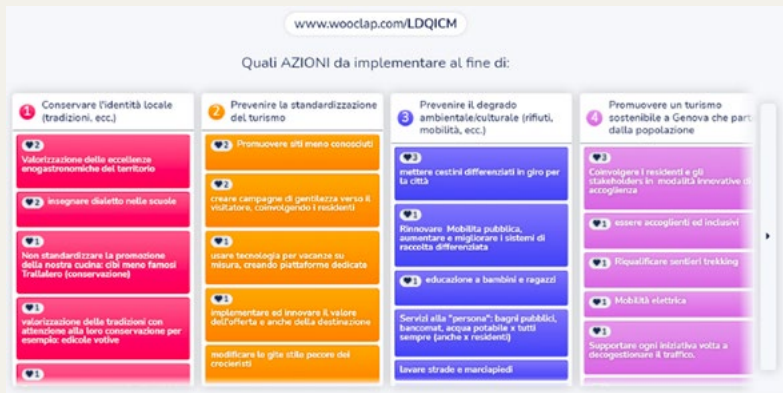 www.wooclap.com/LDQICM
Quali AZIONI da implementare al fine di:
1 Conservare l'identità locale
(tradizioni, ecc.)
2
Valorizzazione delle eccellenze
enogastronomiche del territorio
2 insegnare dialetto nelle scuole
1
Non standardizzare la promozione
della nostra cucina: cibi meno famosi
Trallalero (conservazione)
1
valorizzazione delle tradizioni con
attenzione alla loro conservazione per
esempio: edicole votive
1
2 Prevenire la standardizzazione
del turismo
2 Promuovere siti meno conosciuti
2
creare campagne di gentilezza verso il
visitatore, coinvolgendo i residenti
1
usare tecnologia per vacanze su
misura, creando piattaforme dedicate
1
implementare ed innovare il valore
dell'offerta e anche della destinazione
modificare le gite stile pecore dei
crocieristi
3 Prevenire il degrado
ambientale/culturale (rifiuti,
mobilità, ecc.)
3
mettere cestini differenziati in giro per
la città
1
Rinnovare Mobilita pubblica,
aumentare e migliorare i sistemi di
raccolta differenziata
1 educazione a bambini e ragazzi
Servizi alla "persona": bagni pubblici,
bancomat, acqua potabile x tutti
sempre (anche x residenti)
lavare strade e marciapiedi
4 Promuovere un turismo
sostenibile a Genova che part
dalla popolazione
3
Coinvolgere i residenti e gli
stakeholders in modalità innovative di
accoglienza
1 essere accoglienti ed inclusivi
1 Riqualificare sentieri trekking
1 Mobilità elettrica
1
Supportare ogni iniziativa volta a
decogestionare il traffico.